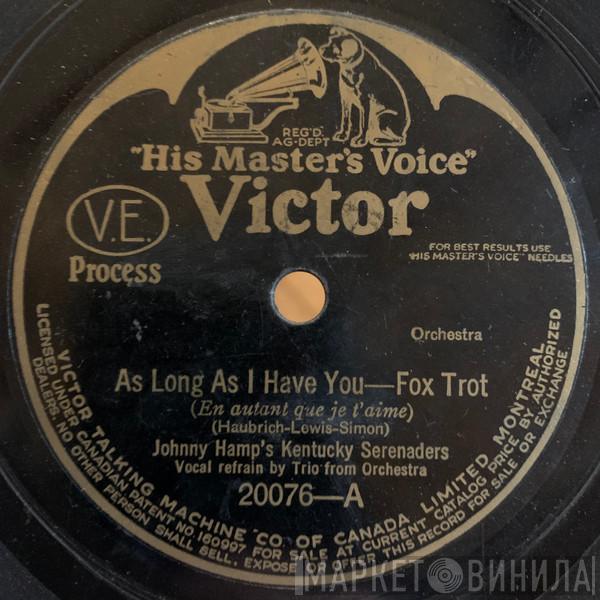 REG'D.
AG-DEPT
"His Master's Voice"
Victor
V.E.
Process
FOR BEST RESULTS USE
"HIS MASTER'S VOICE" NEEDLES
Orchestra
As Long As I Have You—Fox Trot
(En autant que je t'aime)
(Haubrich-Lewis-Simon)
Johnny Hamp's Kentucky Serenaders
Vocal refrain by Trio from Orchestra
20076—A
VICTOR TALKING MACHINE CO OF CANADA, LIMITED, MONTREAL
LICENSED UNDER CANADIAN PATENT NO. 160997 FOR SALE AT CURRENT CATALOG PRICE BY AUTHORIZED
DEALERS, NO OTHER PERSON SHALL SELL, EXPOSE OR OFFER THIS RECORD FOR SALE OR EXCHANGE.
МАРКЕТ ВИНИЛА